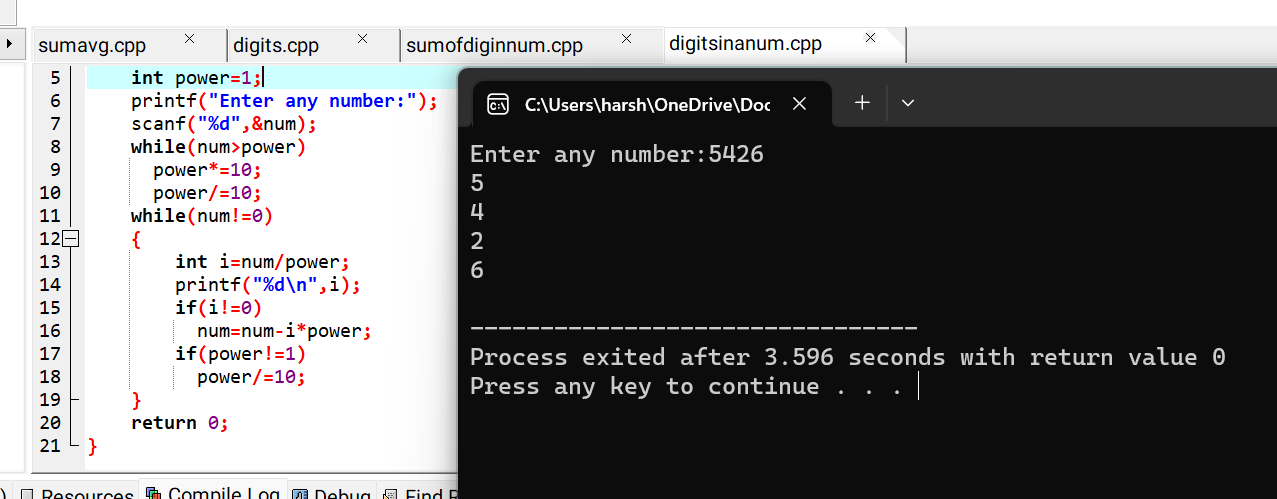 sumavg.cpp × digits.cpp × sumofdiginnum.cpp × digitsinanum.cpp ×
5 int power=1;
6 printf("Enter any number:");
7 scanf("%d",&num);
8 while(num>power)
9 power*=10;
10 power/=10;
11 while(num!=0)
12 {
13 int i=num/power;
14 printf("%d\n",i);
15 if(i!=0)
16 num=num-i*power;
17 if(power!=1)
18 power/=10;
19 }
20 return 0;
21 }
C:\Users\harsh\OneDrive\Doc × +
Enter any number:5426
5
4
2
6
--------------------------------
Process exited after 3.596 seconds with return value 0
Press any key to continue . . .
) Resources Compile Log Debug Find R